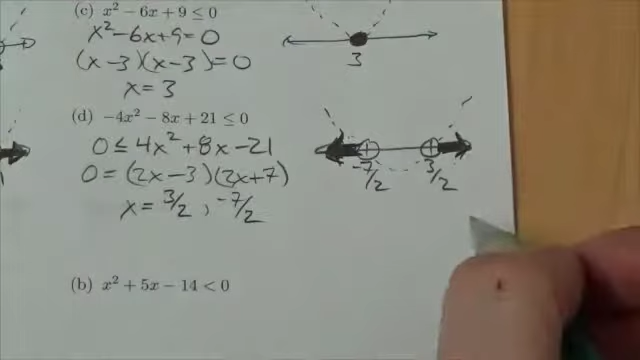 (c) x² − 6x + 9 ≤ 0
x² − 6x + 9 = 0
(x − 3)(x − 3) = 0
x = 3
3
(d) −4x² − 8x + 21 ≤ 0
0 ≤ 4x² + 8x − 21
0 = (2x − 3)(2x + 7)
x = 3/2 , −7/2
−7/2 3/2
(b) x² + 5x − 14 < 0